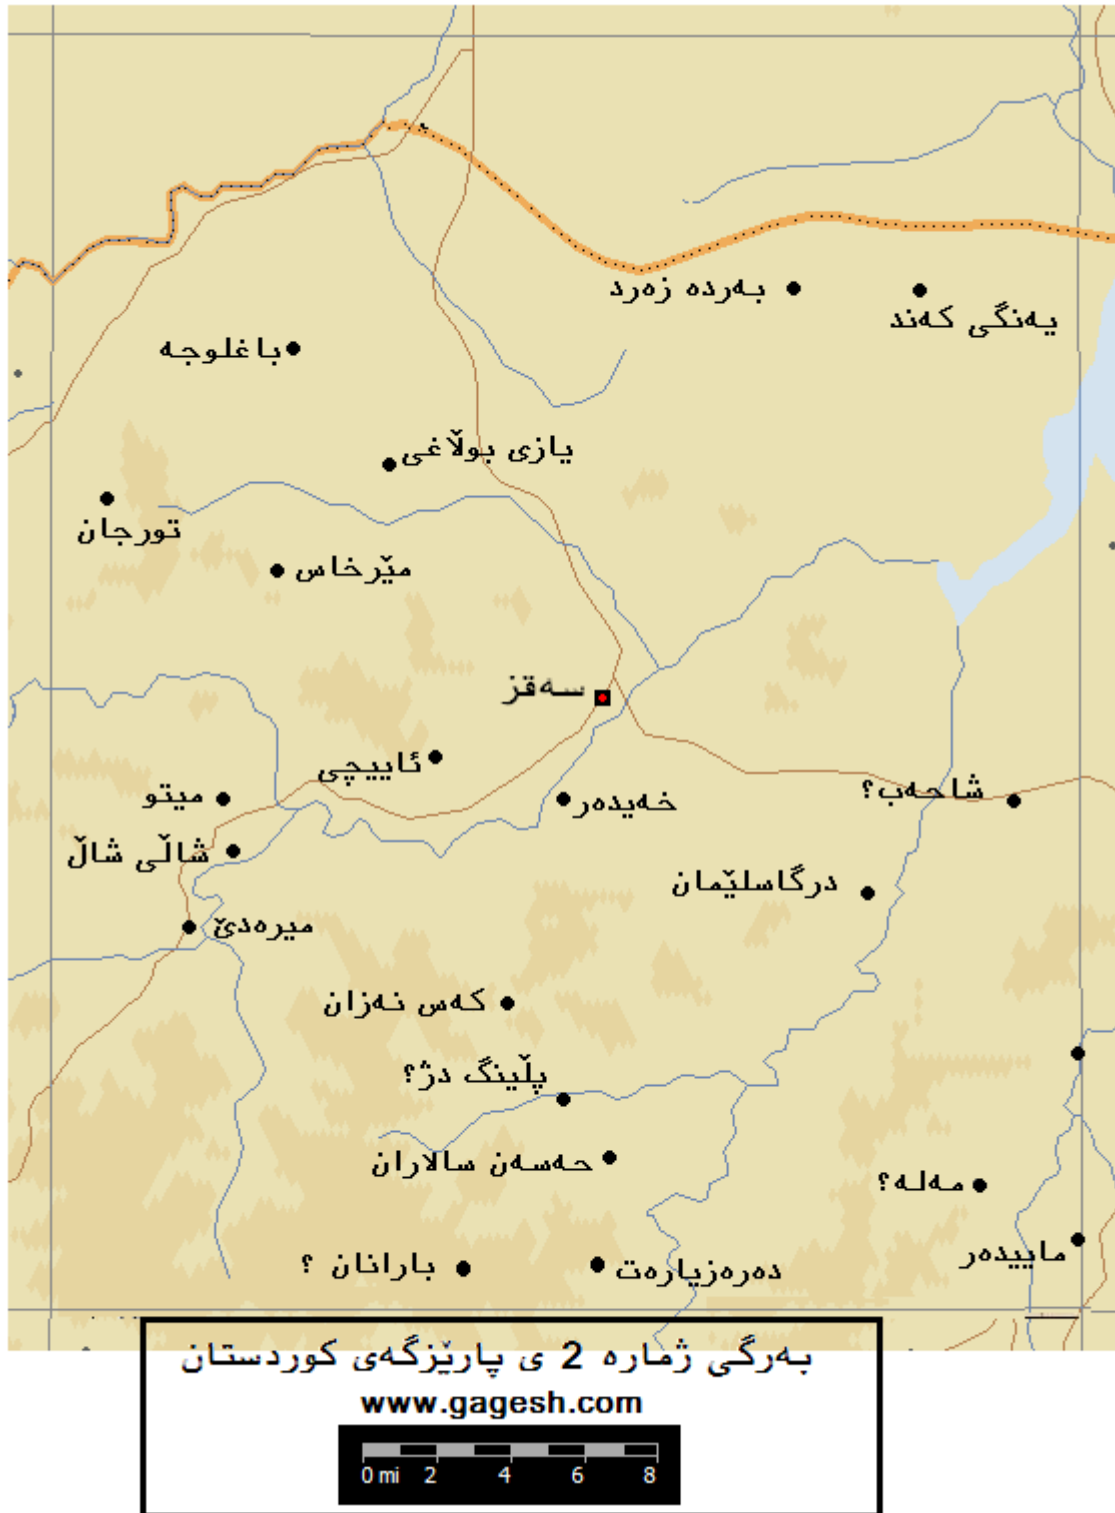 بەردە زەرد
یەنگی کەند
باغلوجە
یازی بوڵاغی
تورجان
مێرخاس
سەقز
ئاییچی
میتو
خەیدەر
شاحەب؟
شاڵی شاڵ
درگاسلێمان
میرەدێ
کەس نەزان
پڵینگ دژ؟
حەسەن سالاران
مەلە؟
ماییدەر
بارانان ؟
دەرەزیارەت
بەرگی ژمارە 2 ی پارێزگەی کوردستان
www.gagesh.com
0 mi 2 4 6 8